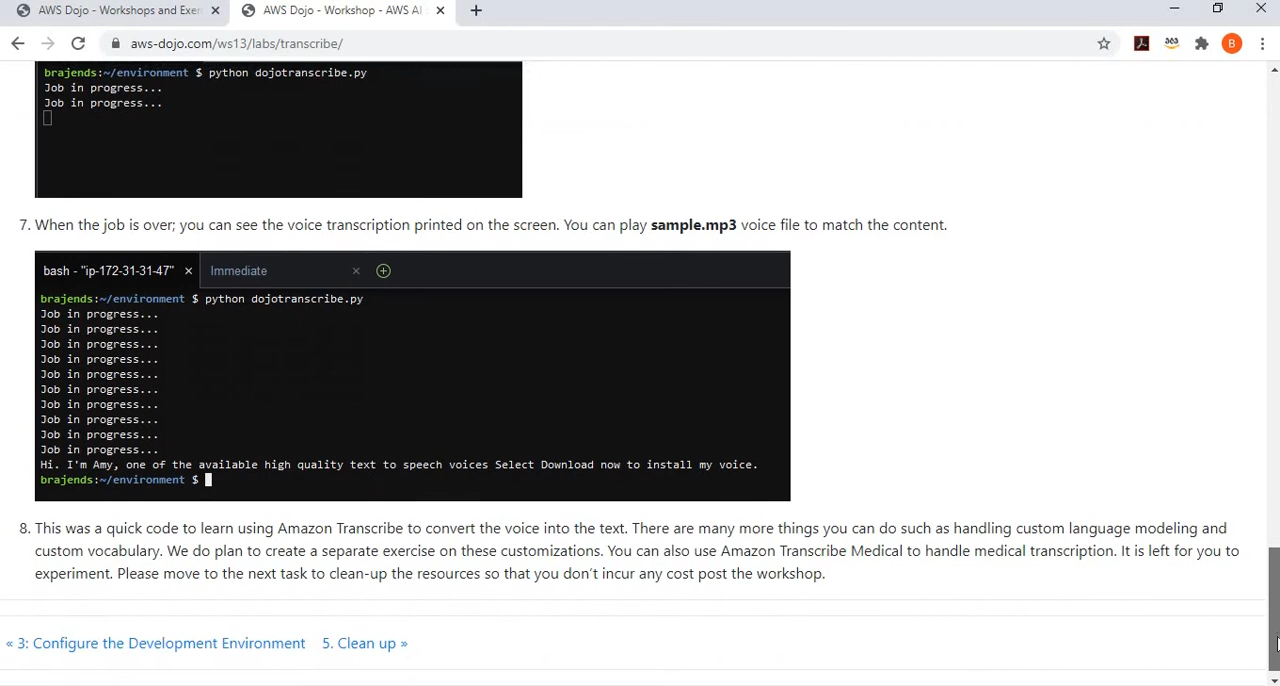 AWS Dojo - Workshops and Exer
AWS Dojo - Workshop - AWS AI
aws-dojo.com/ws13/labs/transcribe/
B
brajends:~/environment $ python dojotranscribe.py
Job in progress...
Job in progress...
7. When the job is over; you can see the voice transcription printed on the screen. You can play sample.mp3 voice file to match the content.
bash - "ip-172-31-31-47" × Immediate ×
brajends:~/environment $ python dojotranscribe.py
Job in progress...
Job in progress...
Job in progress...
Job in progress...
Job in progress...
Job in progress...
Job in progress...
Job in progress...
Job in progress...
Job in progress...
Hi. I'm Amy, one of the available high quality text to speech voices Select Download now to install my voice.
brajends:~/environment $
8. This was a quick code to learn using Amazon Transcribe to convert the voice into the text. There are many more things you can do such as handling custom language modeling and
custom vocabulary. We do plan to create a separate exercise on these customizations. You can also use Amazon Transcribe Medical to handle medical transcription. It is left for you to
experiment. Please move to the next task to clean-up the resources so that you don't incur any cost post the workshop.
« 3: Configure the Development Environment 5. Clean up »